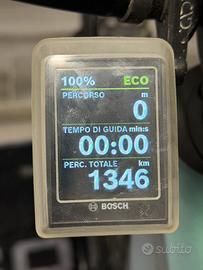 100% ECO
PERCORSO m
0
TEMPO DI GUIDA min:s
00:00
PERC. TOTALE km
1346
BOSCH
subito